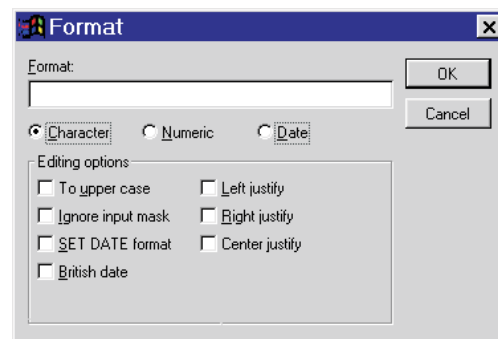 Format
Format:
OK
Cancel
Character Numeric Date
Editing options
To upper case Left justify
Ignore input mask Right justify
SET DATE format Center justify
British date